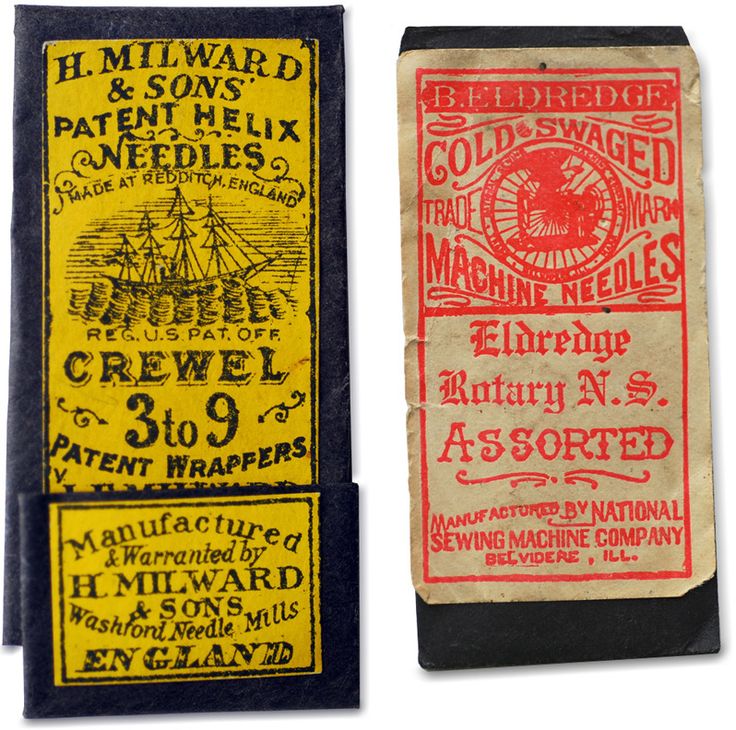 H. MILWARD
& SONS'
PATENT HELIX
NEEDLES
MADE AT REDDITCH, ENGLAND
REG. U.S. PAT. OFF.
CREWEL
3 to 9
PATENT WRAPPERS
Manufactured
& Warranted by
H. MILWARD
& SONS
Washford Needle Mills
ENGLAND
B. ELDREDGE
COLD SWAGED
TRADE MARK
MACHINE NEEDLES
Eldredge
Rotary N.S.
ASSORTED
MANUFACTURED BY NATIONAL
SEWING MACHINE COMPANY
BELVIDERE, ILL.